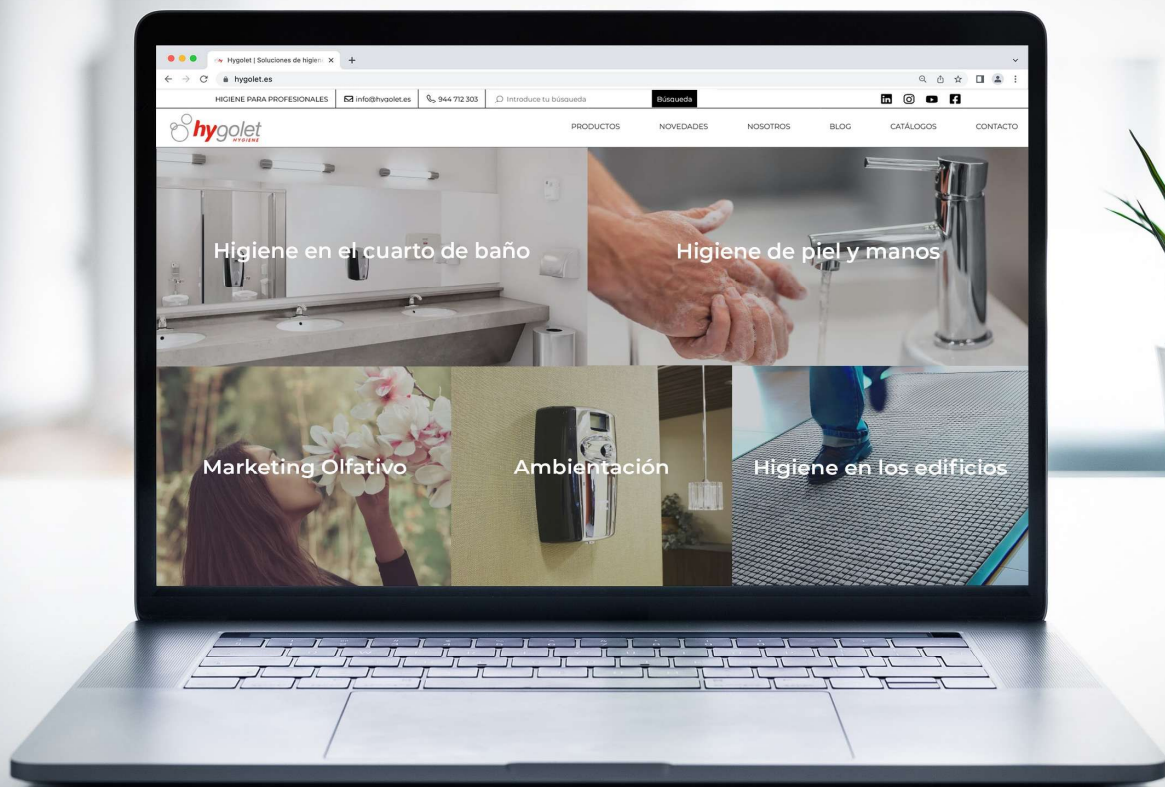 Hygolet | Soluciones de higien
hygolet.es
HIGIENE PARA PROFESIONALES
info@hygolet.es
944 712 303
Introduce tu búsqueda
Búsqueda
hygolet
HYGIENE
PRODUCTOS
NOVEDADES
NOSOTROS
BLOG
CATÁLOGOS
CONTACTO
Higiene en el cuarto de baño
Higiene de piel y manos
Marketing Olfativo
Ambientación
Higiene en los edificios